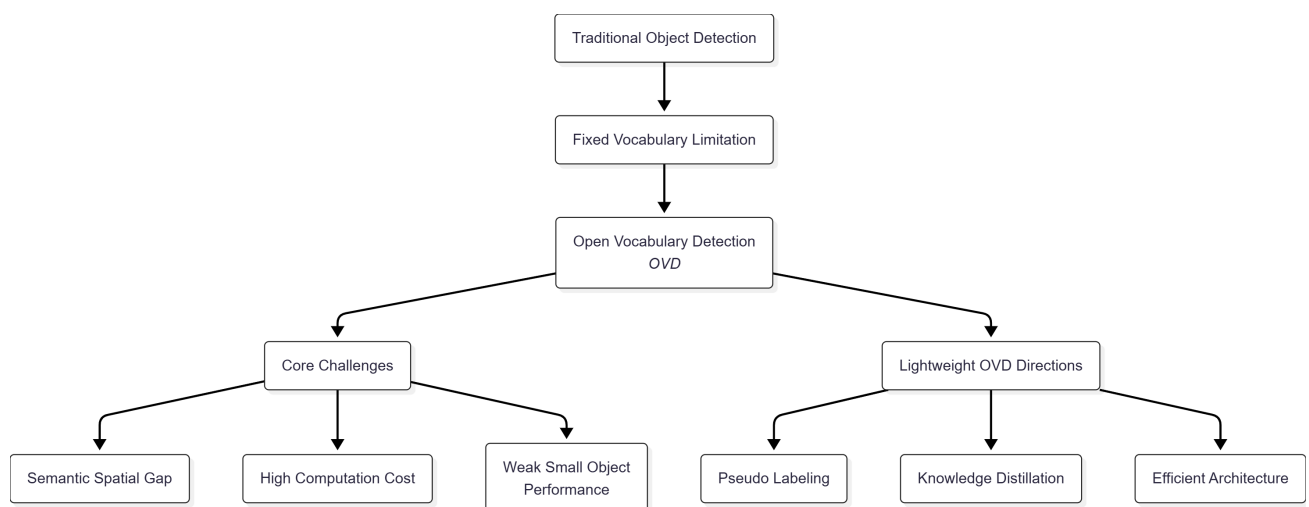 Traditional Object Detection
Fixed Vocabulary Limitation
Open Vocabulary Detection
OVD
Core Challenges
Lightweight OVD Directions
Semantic Spatial Gap
High Computation Cost
Weak Small Object
Performance
Pseudo Labeling
Knowledge Distillation
Efficient Architecture